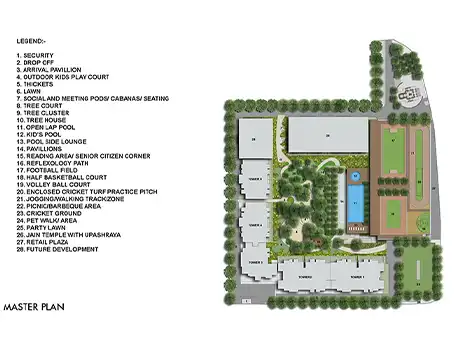 LEGEND:-
1. SECURITY
2. DROP OFF
3. ARRIVAL PAVILLION
4. OUTDOOR KIDS PLAY COURT
5. THICKETS
6. LAWN
7. SOCIAL AND MEETING PODS/ CABANAS/ SEATING
8. TREE COURT
9. TREE CLUSTER
10. TREE HOUSE
11. OPEN LAP POOL
12. KID'S POOL
13. POOL SIDE LOUNGE
14. PAVILLIONS
15. READING AREA/ SENIOR CITIZEN CORNER
16. REFLEXOLOGY PATH
17. FOOTBALL FIELD
18. HALF BASKETBALL COURT
19. VOLLEY BALL COURT
20. ENCLOSED CRICKET TURF PRACTICE PITCH
21. JOGGING/WALKING TRACK/ZONE
22. PICNIC/BARBEQUE AREA
23. CRICKET GROUND
24. PET WALK/ AREA
25. PARTY LAWN
26. JAIN TEMPLE WITH UPASHRAYA
27. RETAIL PLAZA
28. FUTURE DEVELOPMENT
MASTER PLAN